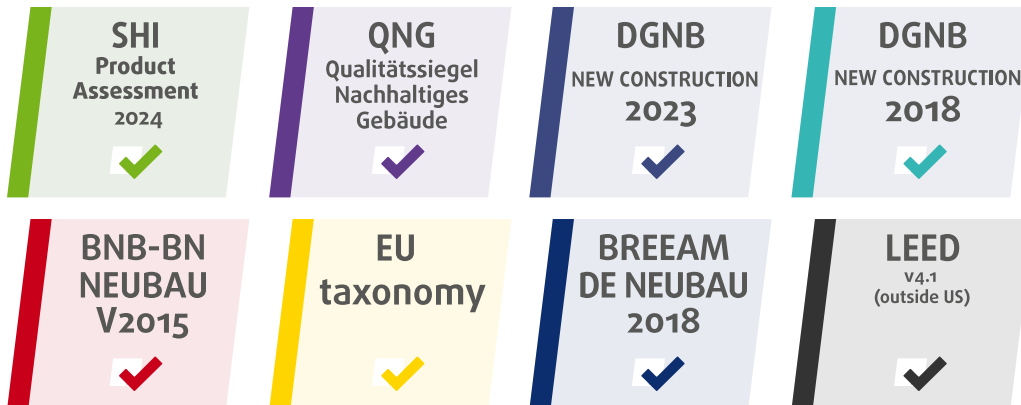 SHI
Product
Assessment
2024
QNG
Qualitätssiegel
Nachhaltiges
Gebäude
DGNB
NEW CONSTRUCTION
2023
DGNB
NEW CONSTRUCTION
2018
BNB-BN
NEUBAU
V2015
EU
taxonomy
BREEAM
DE NEUBAU
2018
LEED
v4.1
(outside US)